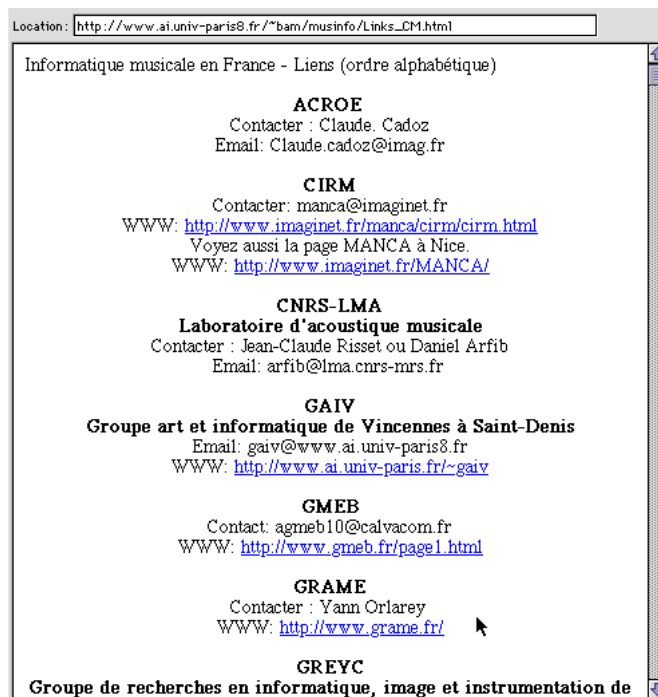 Location: http://www.ai.univ-paris8.fr/~bam/musinfo/Links_CM.html
Informatique musicale en France - Liens (ordre alphabétique)
ACROE
Contacter : Claude. Cadoz
Email: Claude.cadoz@imag.fr
CIRM
Contacter: manca@imaginet.fr
WWW: http://www.imaginet.fr/manca/cirm/cirm.html
Voyez aussi la page MANCA à Nice.
WWW: http://www.imaginet.fr/MANCA/
CNRS-LMA
Laboratoire d'acoustique musicale
Contacter : Jean-Claude Risset ou Daniel Arfib
Email: arfib@lma.cnrs-mrs.fr
GAIV
Groupe art et informatique de Vincennes à Saint-Denis
Email: gaiv@www.ai.univ-paris8.fr
WWW: http://www.ai.univ-paris.fr/~gaiv
GMEB
Contact: agmeb10@calvacom.fr
WWW: http://www.gmeb.fr/page1.html
GRAME
Contacter : Yann Orlarey
WWW: http://www.grame.fr/
GREYC
Groupe de recherches en informatique, image et instrumentation de